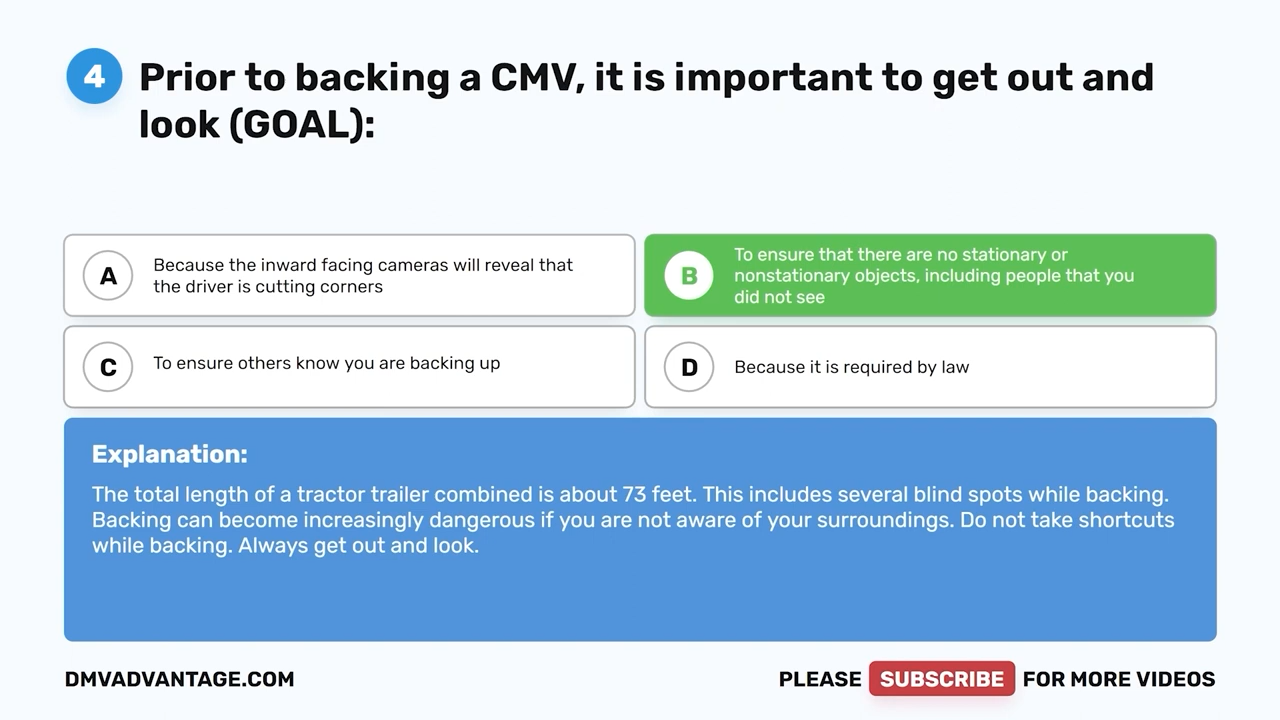 4
Prior to backing a CMV, it is important to get out and
look (GOAL):
A
Because the inward facing cameras will reveal that
the driver is cutting corners
B
To ensure that there are no stationary or
nonstationary objects, including people that you
did not see
C
To ensure others know you are backing up
D
Because it is required by law
Explanation:
The total length of a tractor trailer combined is about 73 feet. This includes several blind spots while backing.
Backing can become increasingly dangerous if you are not aware of your surroundings. Do not take shortcuts
while backing. Always get out and look.
DMVADVANTAGE.COM
PLEASE SUBSCRIBE FOR MORE VIDEOS